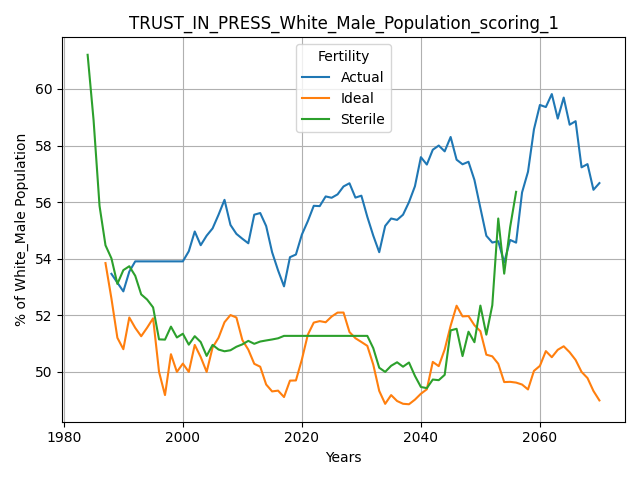 TRUST_IN_PRESS_White_Male_Population_scoring_1
Fertility
Actual
Ideal
Sterile
% of White_Male Population
60
58
56
54
52
50
1980
2000
2020
2040
2060
Years